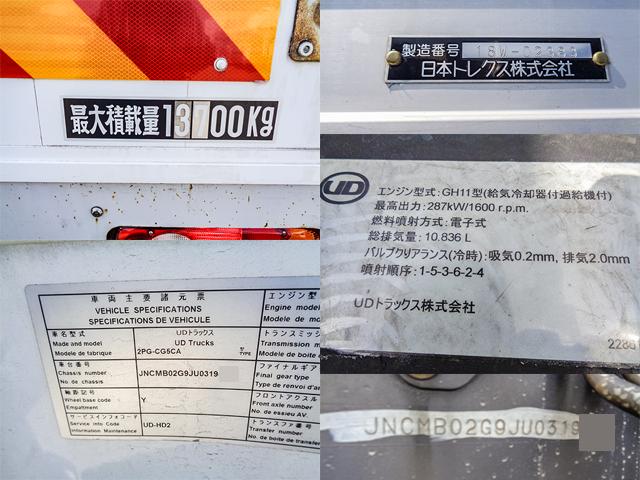 最大積載量13700Kg
製造番号 18W-02393
日本トレクス株式会社
UD
エンジン型式:GH11型(給気冷却器付過給機付)
最高出力:287kW/1600 r.p.m.
燃料噴射方式:電子式
総排気量:10.836 L
バルブクリアランス(冷時):吸気0.2mm, 排気2.0mm
噴射順序:1-5-3-6-2-4
UDトラックス株式会社
2286
車両主要諸元票
VEHICLE SPECIFICATIONS
SPECIFICATIONS DE VEHICULE
車名型式
Made and model
Modele de fabrique
UDトラックス
UD Trucks
2PG-CG5CA
型 TYPE
車台番号
Chassis number
No. de chassis
JNCMB02G9JU0319
軸距記号
Wheel base code
Empattement
Y
サービスインフォコード
Service info Code
Information Maintenance
UD-HD2
エンジン型
Engine model
Modele de mo
トランスミッ
Transmission m
Modele de boite
ファイナルギア
Final gear type
Type de renvoi d'an
フロントアクスル
Front axle number
No. de essieu AV.
トランスファ番号
Transfer number
No. de boite de transfer
JNCMB02G9JU0319